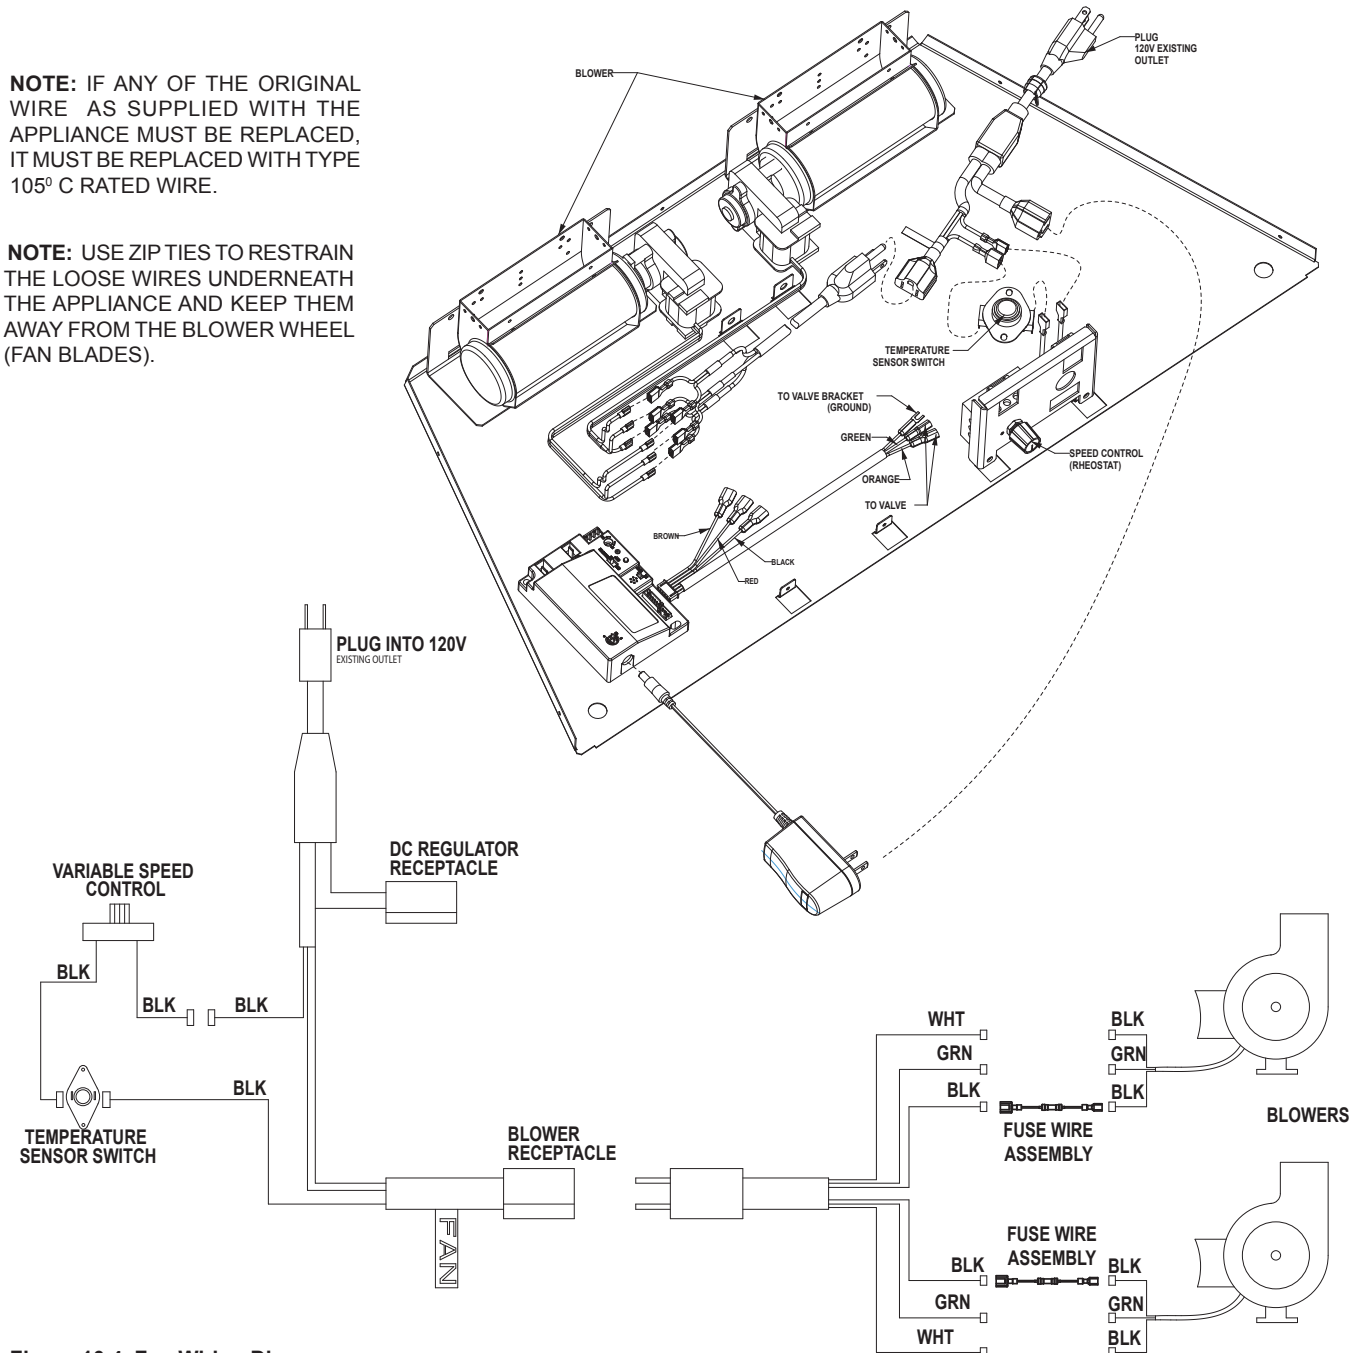 NOTE: IF ANY OF THE ORIGINAL
WIRE AS SUPPLIED WITH THE
APPLIANCE MUST BE REPLACED,
IT MUST BE REPLACED WITH TYPE
105⁰ C RATED WIRE.
NOTE: USE ZIP TIES TO RESTRAIN
THE LOOSE WIRES UNDERNEATH
THE APPLIANCE AND KEEP THEM
AWAY FROM THE BLOWER WHEEL
(FAN BLADES).
BLOWER
PLUG
120V EXISTING
OUTLET
TEMPERATURE
SENSOR SWITCH
TO VALVE BRACKET
(GROUND)
GREEN
ORANGE
TO VALVE
SPEED CONTROL
(RHEOSTAT)
BROWN
BLACK
RED
PLUG INTO 120V
EXISTING OUTLET
DC REGULATOR
RECEPTACLE
VARIABLE SPEED
CONTROL
BLK
BLK
BLK
BLK
TEMPERATURE
SENSOR SWITCH
BLOWER
RECEPTACLE
FAN
WHT
GRN
BLK
BLK
GRN
BLK
FUSE WIRE
ASSEMBLY
BLOWERS
FUSE WIRE
ASSEMBLY
BLK
GRN
WHT
BLK
GRN
BLK